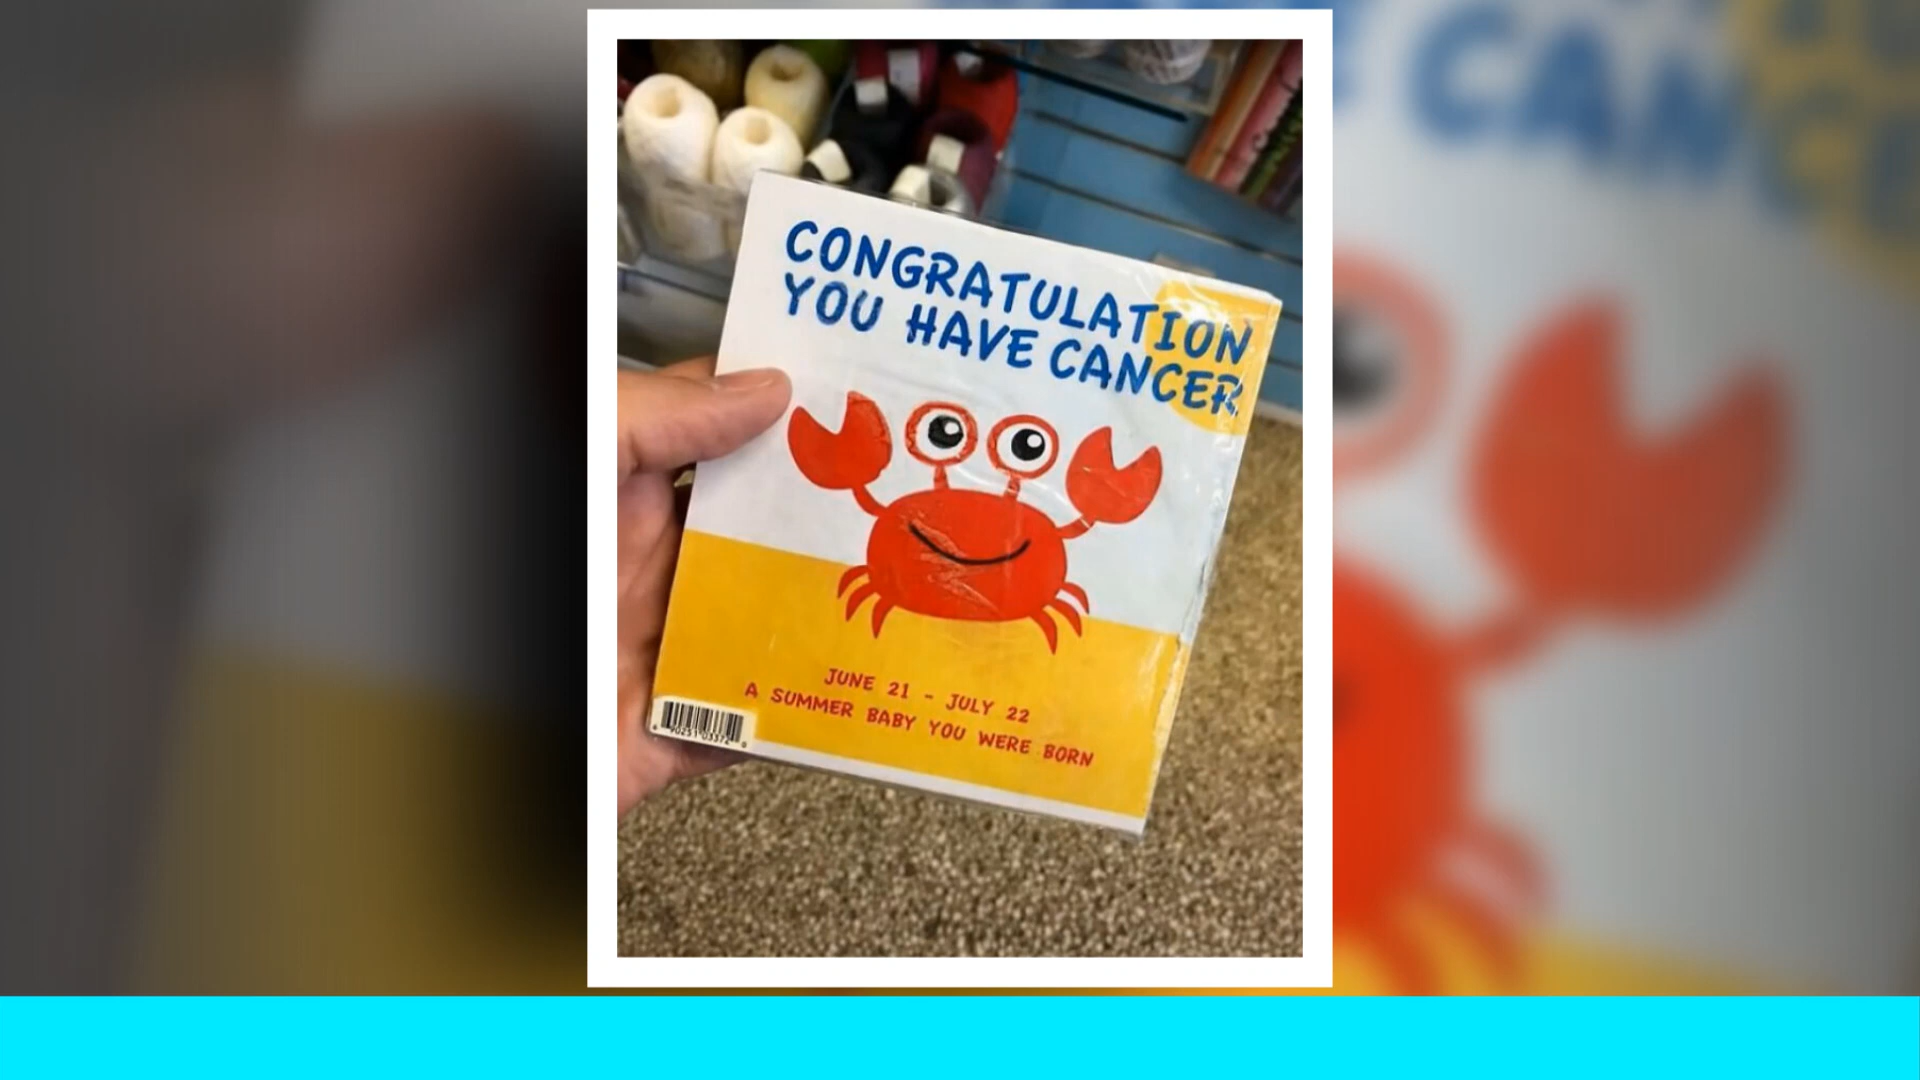 CONGRATULATION
YOU HAVE CANCER
JUNE 21 - JULY 22
A SUMMER BABY YOU WERE BORN